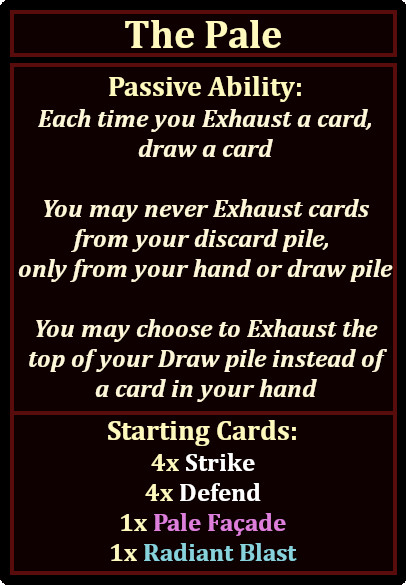 The Pale
Passive Ability:
Each time you Exhaust a card,
draw a card
You may never Exhaust cards
from your discard pile,
only from your hand or draw pile
You may choose to Exhaust the
top of your Draw pile instead of
a card in your hand
Starting Cards:
4x Strike
4x Defend
1x Pale Façade
1x Radiant Blast